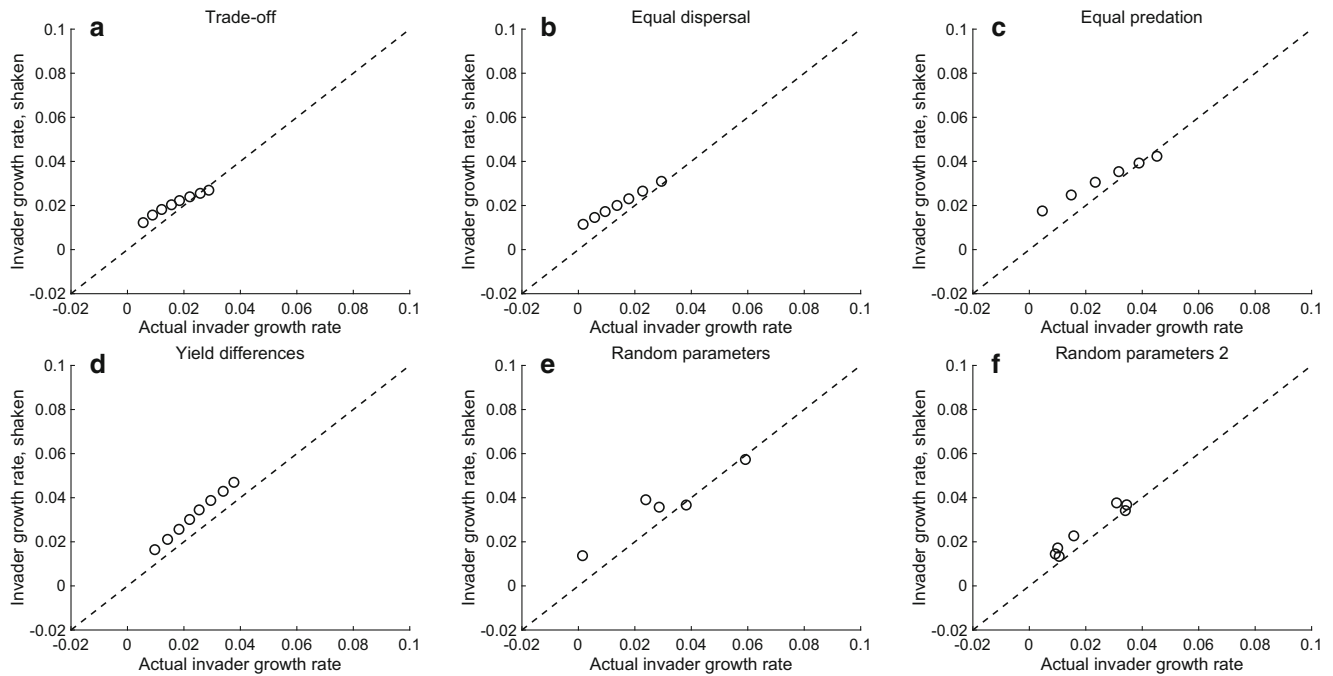 a Trade-off
0.1
0.08
0.06
0.04
0.02
0
-0.02
Invader growth rate, shaken
-0.02 0 0.02 0.04 0.06 0.08 0.1
Actual invader growth rate
b Equal dispersal
0.1
0.08
0.06
0.04
0.02
0
-0.02
Invader growth rate, shaken
-0.02 0 0.02 0.04 0.06 0.08 0.1
Actual invader growth rate
c Equal predation
0.1
0.08
0.06
0.04
0.02
0
-0.02
Invader growth rate, shaken
-0.02 0 0.02 0.04 0.06 0.08 0.1
Actual invader growth rate
d Yield differences
0.1
0.08
0.06
0.04
0.02
0
-0.02
Invader growth rate, shaken
-0.02 0 0.02 0.04 0.06 0.08 0.1
Actual invader growth rate
e Random parameters
0.1
0.08
0.06
0.04
0.02
0
-0.02
Invader growth rate, shaken
-0.02 0 0.02 0.04 0.06 0.08 0.1
Actual invader growth rate
f Random parameters 2
0.1
0.08
0.06
0.04
0.02
0
-0.02
Invader growth rate, shaken
-0.02 0 0.02 0.04 0.06 0.08 0.1
Actual invader growth rate